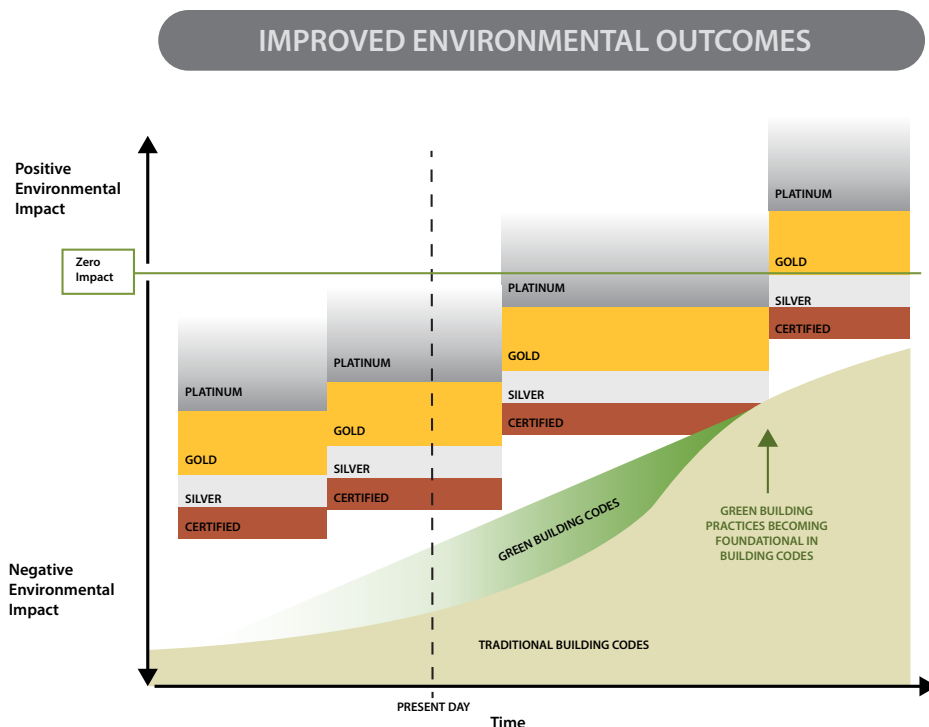 IMPROVED ENVIRONMENTAL OUTCOMES
Positive
Environmental
Impact
Zero
Impact
Negative
Environmental
Impact
PLATINUM
GOLD
SILVER
CERTIFIED
PLATINUM
GOLD
SILVER
CERTIFIED
PLATINUM
GOLD
SILVER
CERTIFIED
PLATINUM
GOLD
SILVER
CERTIFIED
GREEN BUILDING CODES
GREEN BUILDING
PRACTICES BECOMING
FOUNDATIONAL IN
BUILDING CODES
TRADITIONAL BUILDING CODES
PRESENT DAY
Time